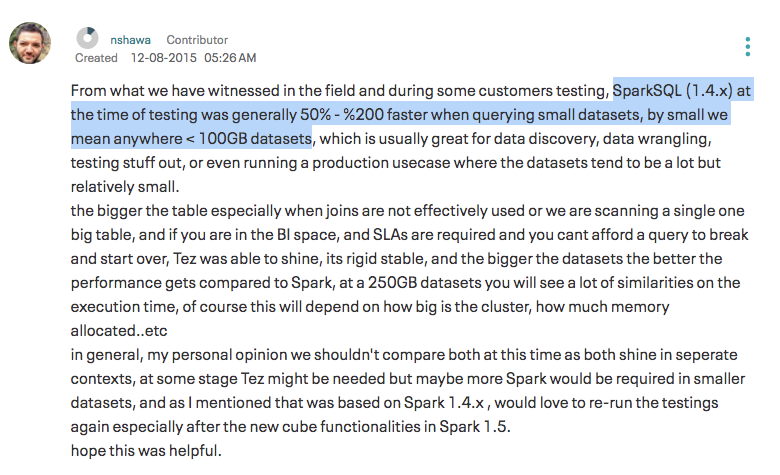 nshawa Contributor
Created 12-08-2015 05:26 AM
From what we have witnessed in the field and during some customers testing, SparkSQL (1.4.x) at
the time of testing was generally 50% - %200 faster when querying small datasets, by small we
mean anywhere < 100GB datasets, which is usually great for data discovery, data wrangling,
testing stuff out, or even running a production usecase where the datasets tend to be a lot but
relatively small.
the bigger the table especially when joins are not effectively used or we are scanning a single one
big table, and if you are in the BI space, and SLAs are required and you cant afford a query to break
and start over, Tez was able to shine, its rigid stable, and the bigger the datasets the better the
performance gets compared to Spark, at a 250GB datasets you will see a lot of similarities on the
execution time, of course this will depend on how big is the cluster, how much memory
allocated..etc
in general, my personal opinion we shouldn't compare both at this time as both shine in seperate
contexts, at some stage Tez might be needed but maybe more Spark would be required in smaller
datasets, and as I mentioned that was based on Spark 1.4.x , would love to re-run the testings
again especially after the new cube functionalities in Spark 1.5.
hope this was helpful.